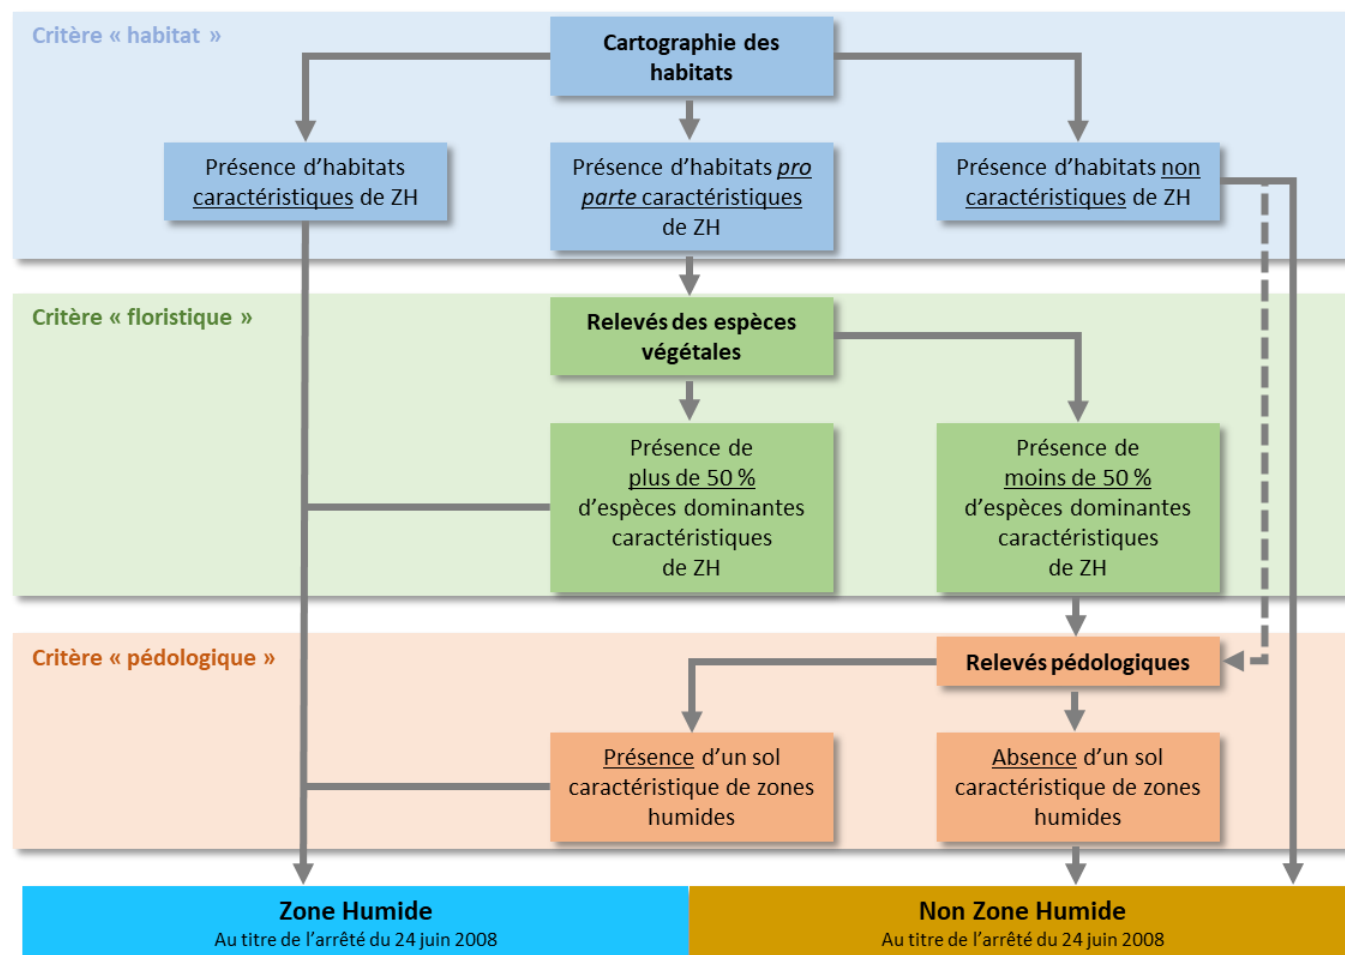 Critère « habitat »
Cartographie des
habitats
Présence d’habitats
caractéristiques de ZH
Présence d’habitats pro
parte caractéristiques
de ZH
Présence d’habitats non
caractéristiques de ZH
Critère « floristique »
Relevés des espèces
végétales
Présence de
plus de 50 %
d’espèces dominantes
caractéristiques
de ZH
Présence de
moins de 50 %
d’espèces dominantes
caractéristiques
de ZH
Critère « pédologique »
Relevés pédologiques
Présence d’un sol
caractéristique de zones
humides
Absence d’un sol
caractéristique de zones
humides
Zone Humide
Au titre de l’arrêté du 24 juin 2008
Non Zone Humide
Au titre de l’arrêté du 24 juin 2008